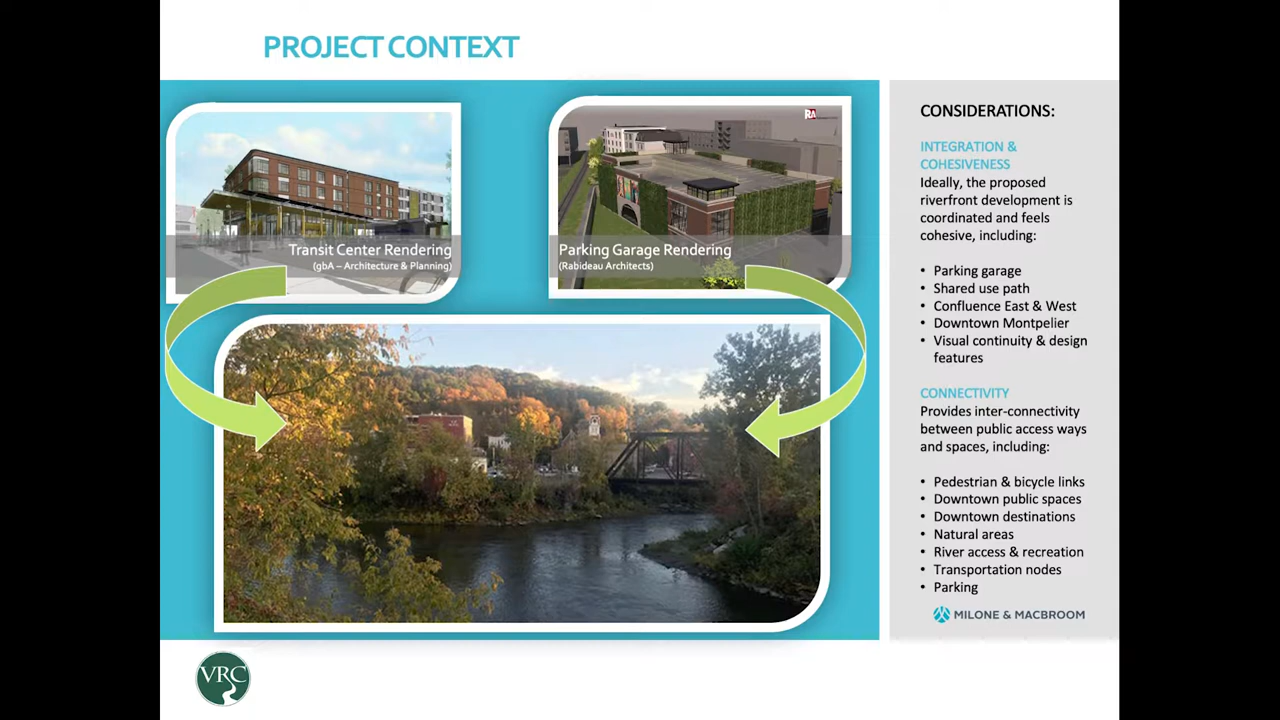 PROJECT CONTEXT
Transit Center Rendering
(gbA – Architecture & Planning)
Parking Garage Rendering
(Rabideau Architects)
RA
CONSIDERATIONS:
INTEGRATION &
COHESIVENESS
Ideally, the proposed
riverfront development is
coordinated and feels
cohesive, including:
• Parking garage
• Shared use path
• Confluence East & West
• Downtown Montpelier
• Visual continuity & design
features
CONNECTIVITY
Provides inter-connectivity
between public access ways
and spaces, including:
• Pedestrian & bicycle links
• Downtown public spaces
• Downtown destinations
• Natural areas
• River access & recreation
• Transportation nodes
• Parking
MILONE & MACBROOM
VRC